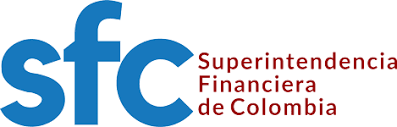 sfc
Superintendencia
Financiera
de Colombia